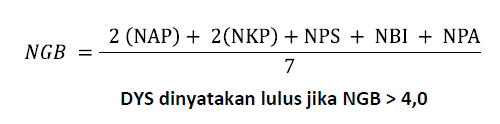 NGB = 2 (NAP) + 2(NKP) + NPS + NBI + NPA
7
DYS dinyatakan lulus jika NGB > 4,0